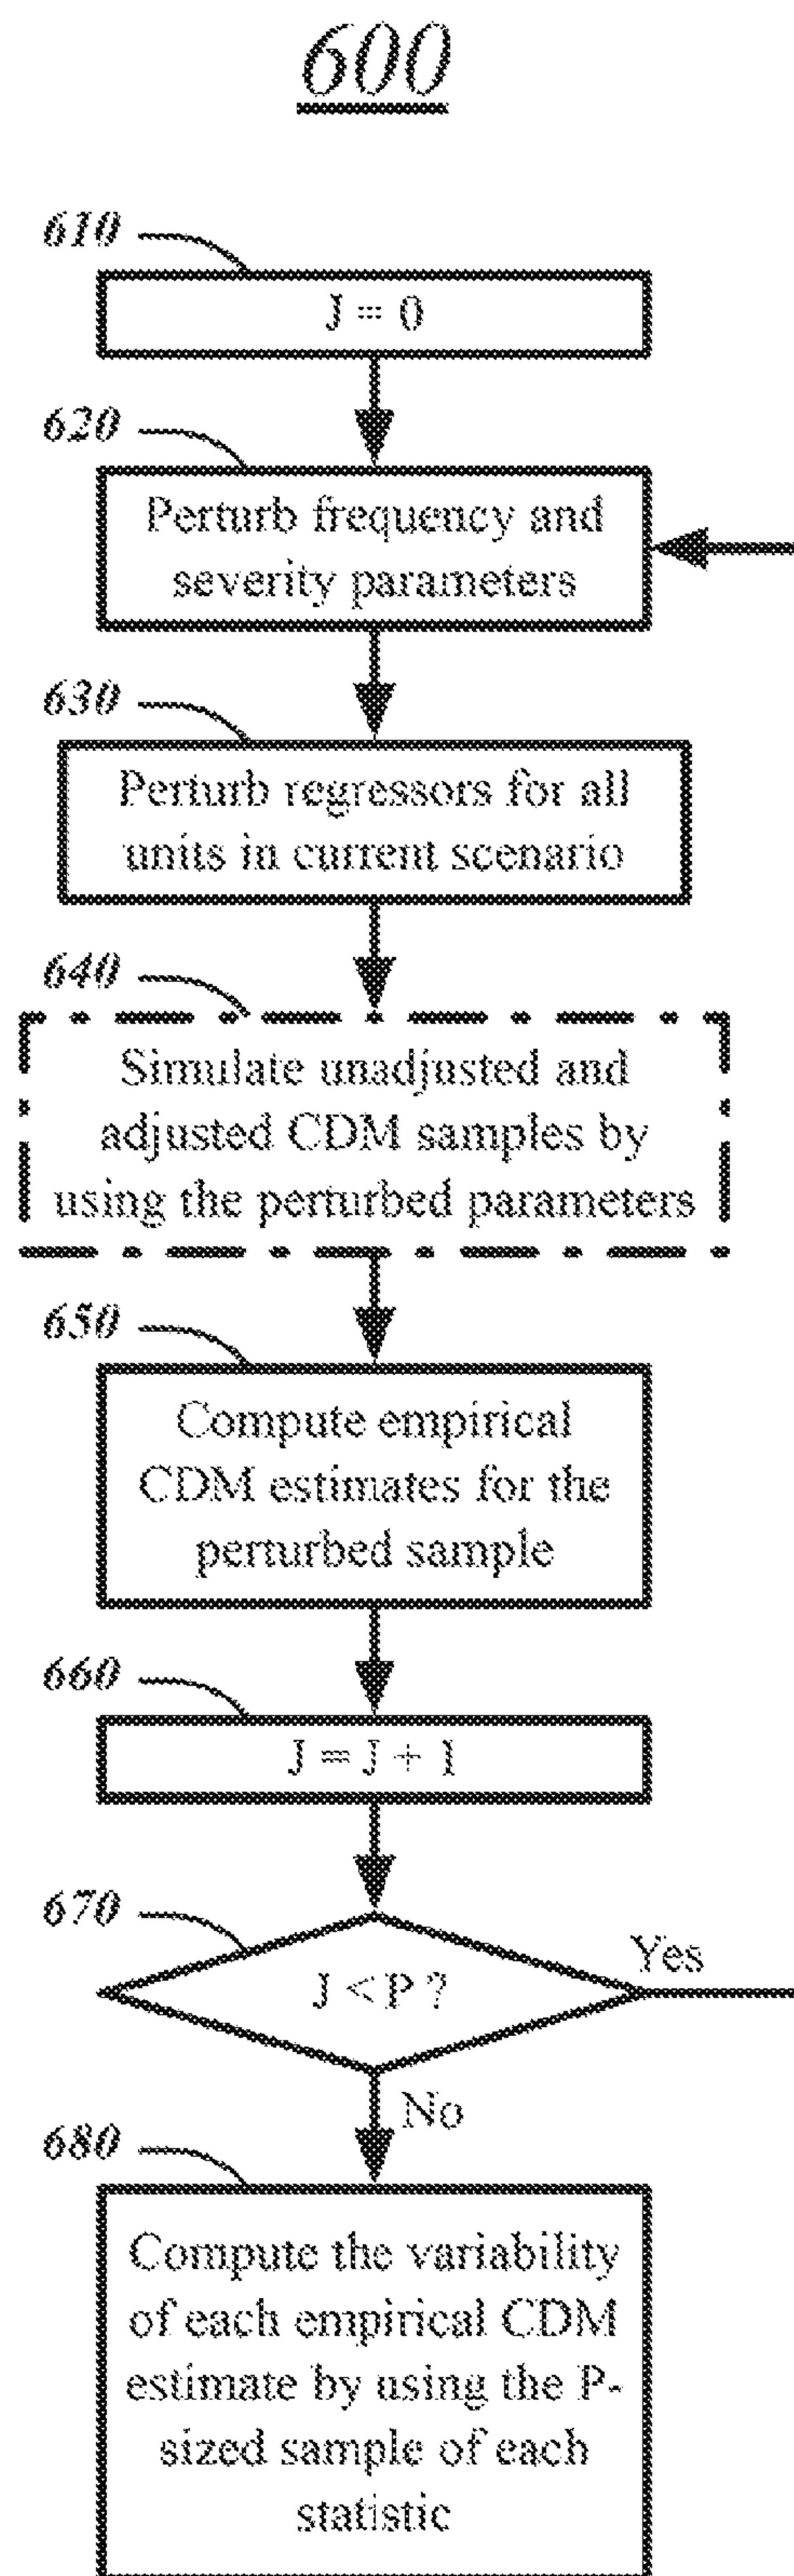 600
610
J = 0
620
Perturb frequency and
severity parameters
630
Perturb regressors for all
units in current scenario
640
Simulate unadjusted and
adjusted CDM samples by
using the perturbed parameters
650
Compute empirical
CDM estimates for the
perturbed sample
660
J = J + 1
670
J < P ?
Yes
No
680
Compute the variability
of each empirical CDM
estimate by using the P-
sized sample of each
statistic